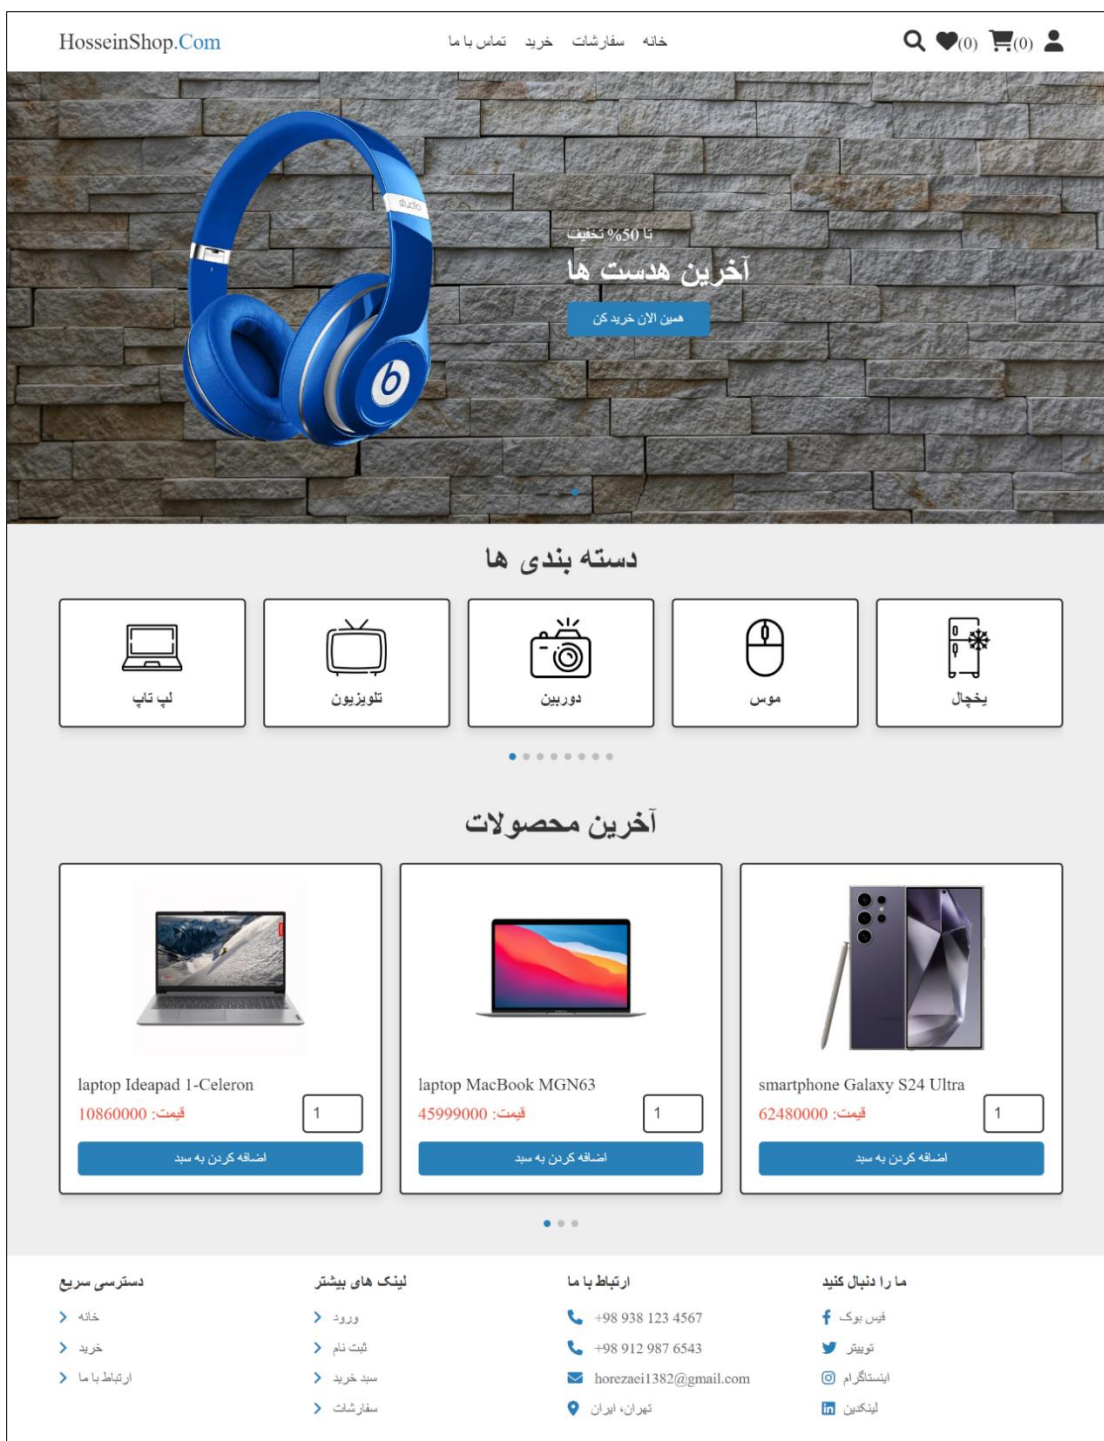 HosseinShop.Com
خانه سفارشات خرید تماس با ما
(0) (0)
studio
تا 50% تخفیف
آخرین هدست ها
همین الان خرید کن
دسته بندی ها
لپ تاپ
تلویزیون
دوربین
موس
یخچال
آخرین محصولات
laptop Ideapad 1-Celeron
قیمت: 10860000
1
اضافه کردن به سبد
laptop MacBook MGN63
قیمت: 45999000
1
اضافه کردن به سبد
smartphone Galaxy S24 Ultra
قیمت: 62480000
1
اضافه کردن به سبد
دسترسی سریع
خانه
خرید
ارتباط با ما
لینک های بیشتر
ورود
ثبت نام
سبد خرید
سفارشات
ارتباط با ما
+98 938 123 4567
+98 912 987 6543
horezaei1382@gmail.com
تهران، ایران
ما را دنبال کنید
فیس بوک
توییتر
اینستاگرام
لینکدین